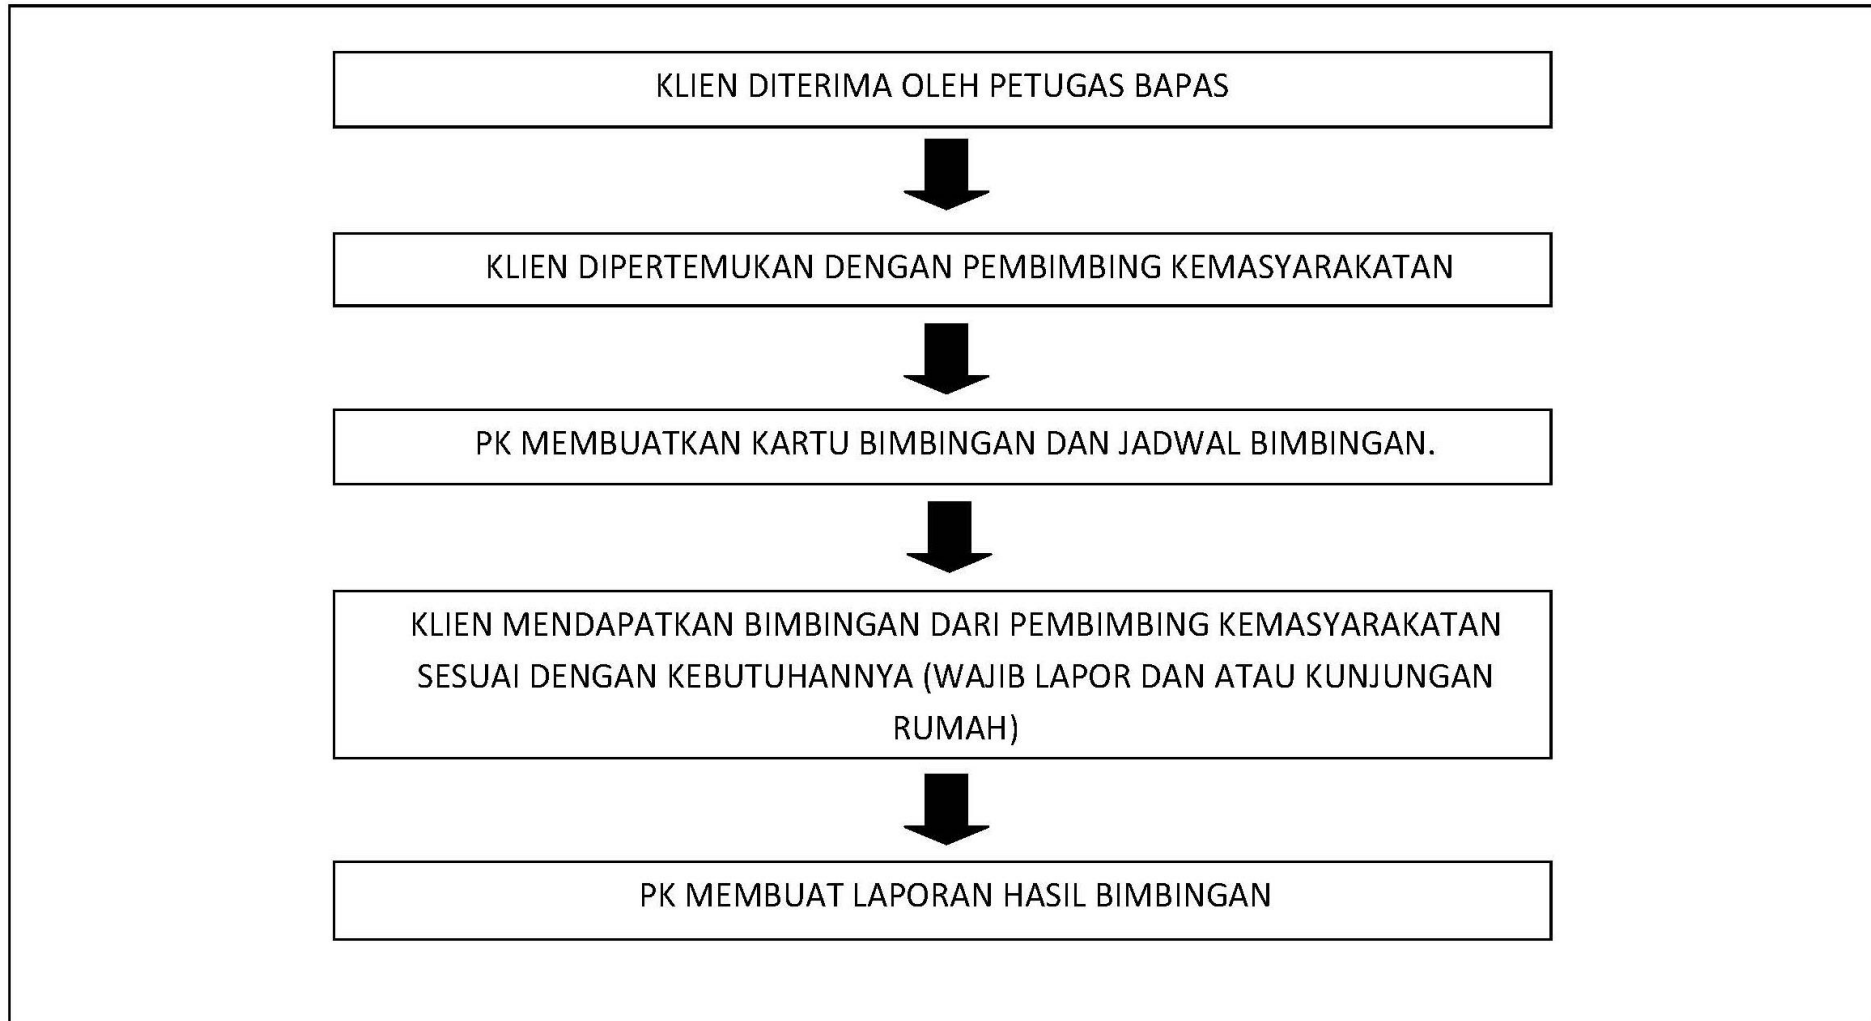 KLIEN DITERIMA OLEH PETUGAS BAPAS
KLIEN DIPERTEMUKAN DENGAN PEMBIMBING KEMASYARAKATAN
PK MEMBUATKAN KARTU BIMBINGAN DAN JADWAL BIMBINGAN.
KLIEN MENDAPATKAN BIMBINGAN DARI PEMBIMBING KEMASYARAKATAN
SESUAI DENGAN KEBUTUHANNYA (WAJIB LAPOR DAN ATAU KUNJUNGAN
RUMAH)
PK MEMBUAT LAPORAN HASIL BIMBINGAN